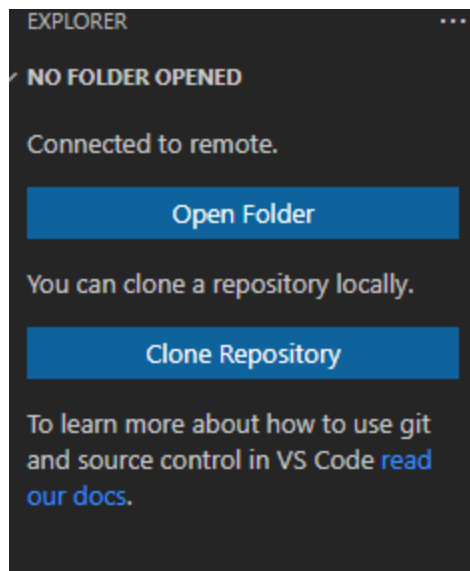 EXPLORER ...
NO FOLDER OPENED
Connected to remote.
Open Folder
You can clone a repository locally.
Clone Repository
To learn more about how to use git
and source control in VS Code read
our docs.